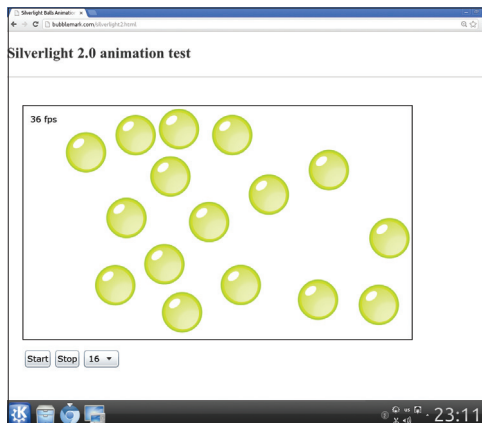 Silverlight Balls Animatio
bubblemark.com/silverlight2.html
Silverlight 2.0 animation test
36 fps
Start Stop 16
us
23:11